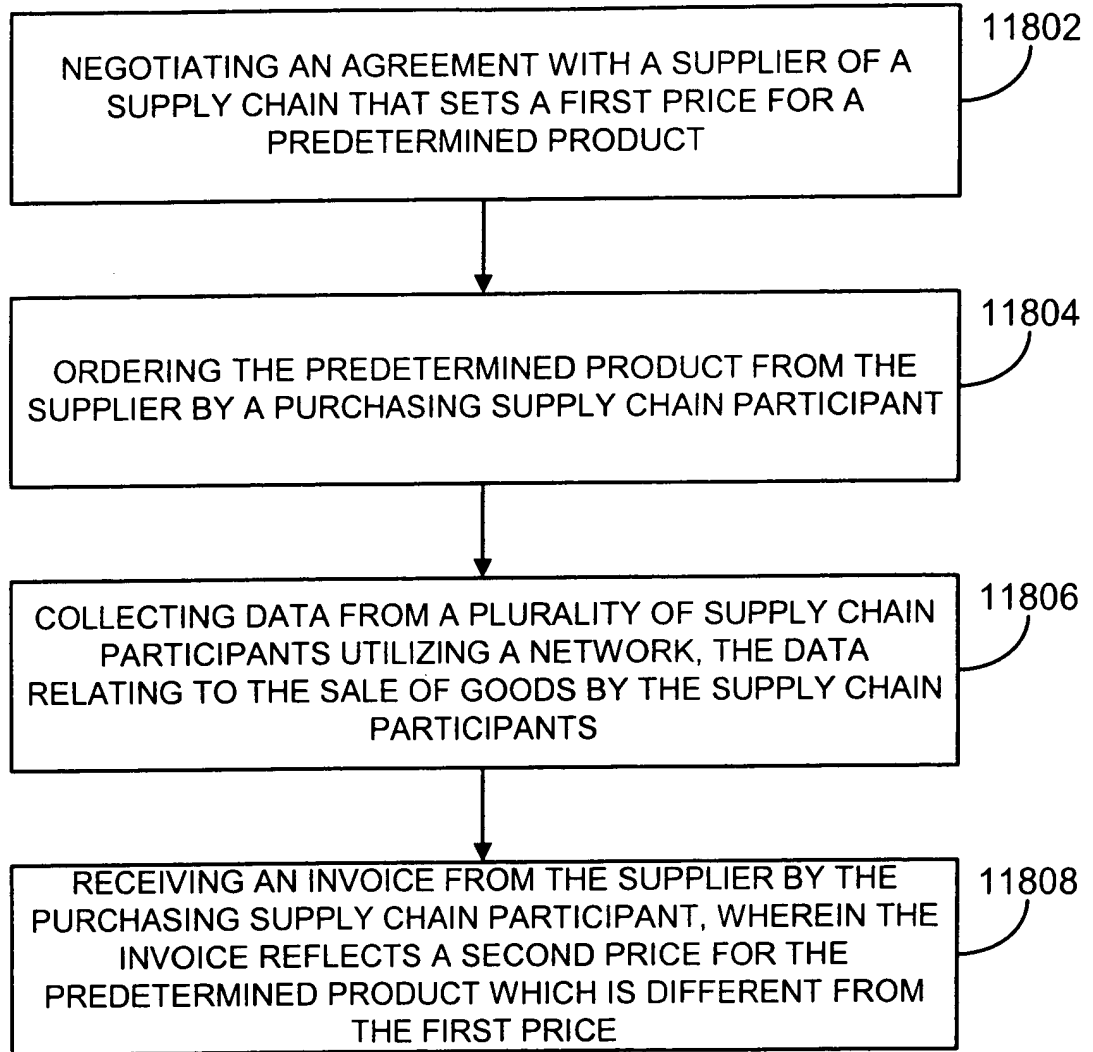 11802
NEGOTIATING AN AGREEMENT WITH A SUPPLIER OF A
SUPPLY CHAIN THAT SETS A FIRST PRICE FOR A
PREDETERMINED PRODUCT
11804
ORDERING THE PREDETERMINED PRODUCT FROM THE
SUPPLIER BY A PURCHASING SUPPLY CHAIN PARTICIPANT
11806
COLLECTING DATA FROM A PLURALITY OF SUPPLY CHAIN
PARTICIPANTS UTILIZING A NETWORK, THE DATA
RELATING TO THE SALE OF GOODS BY THE SUPPLY CHAIN
PARTICIPANTS
11808
RECEIVING AN INVOICE FROM THE SUPPLIER BY THE
PURCHASING SUPPLY CHAIN PARTICIPANT, WHEREIN THE
INVOICE REFLECTS A SECOND PRICE FOR THE
PREDETERMINED PRODUCT WHICH IS DIFFERENT FROM
THE FIRST PRICE